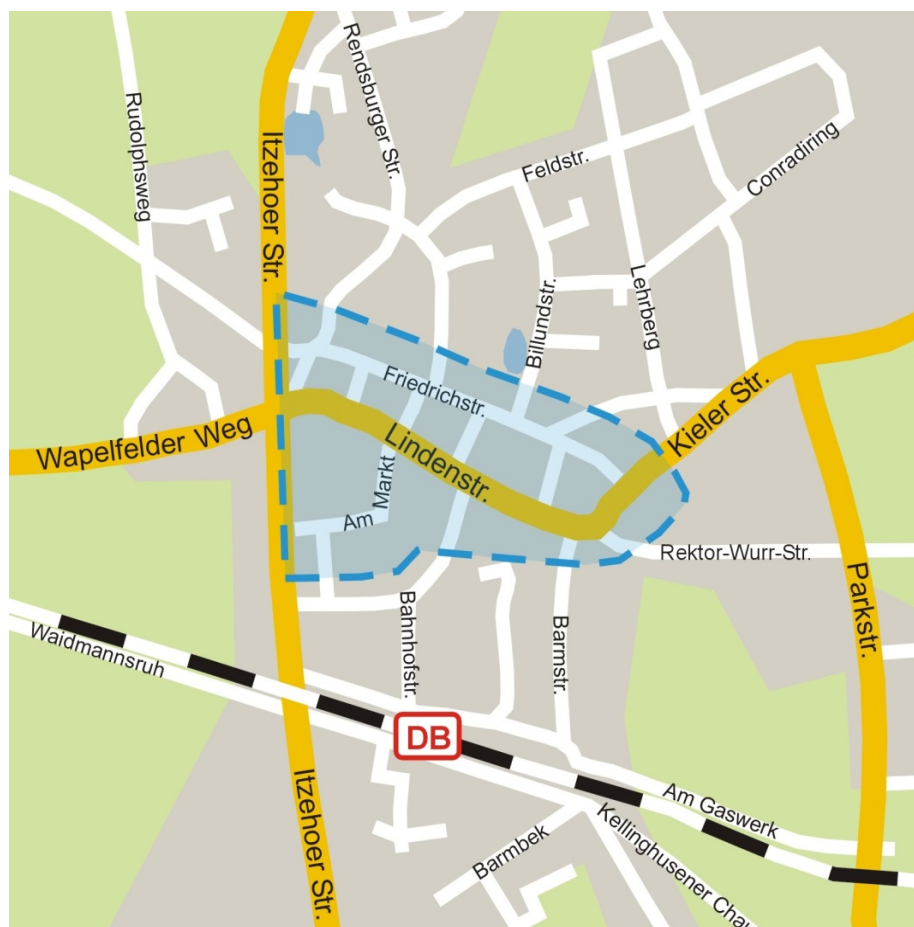 Rendsburger Str.
Rudolphsweg
Itzehoer Str.
Feldstr.
Conradiring
Lehrberg
Billundstr.
Friedrichstr.
Kieler Str.
Wapelfelder Weg
Lindenstr.
Am Markt
Rektor-Wurr-Str.
Parkstr.
Bahnhofstr.
Barmstr.
Waidmannsruh
DB
Itzehoer Str.
Am Gaswerk
Kellinghusener Chau
Barmbek